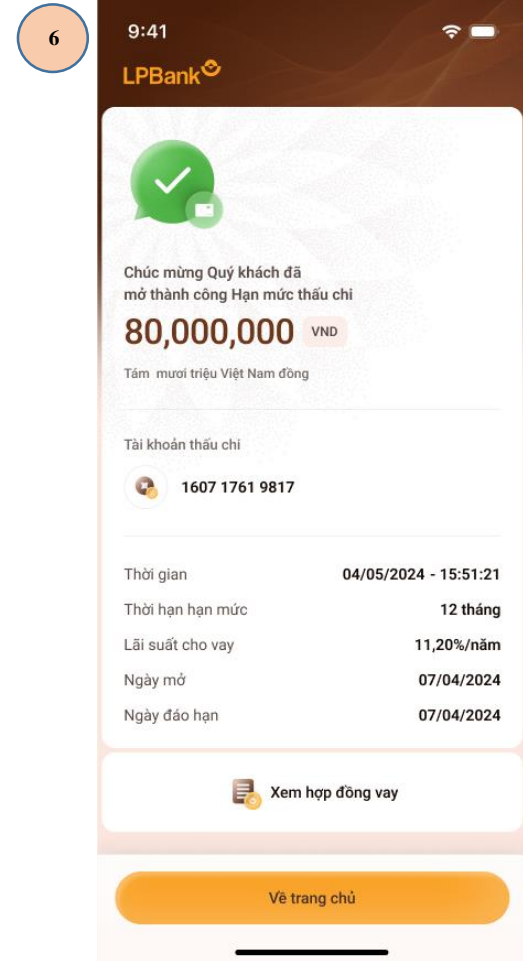 6
9:41
LPBank
Chúc mừng Quý khách đã
mở thành công Hạn mức thấu chi
80,000,000 VND
Tám mươi triệu Việt Nam đồng
Tài khoản thấu chi
1607 1761 9817
Thời gian 04/05/2024 - 15:51:21
Thời hạn hạn mức 12 tháng
Lãi suất cho vay 11,20%/năm
Ngày mở 07/04/2024
Ngày đáo hạn 07/04/2024
Xem hợp đồng vay
Về trang chủ